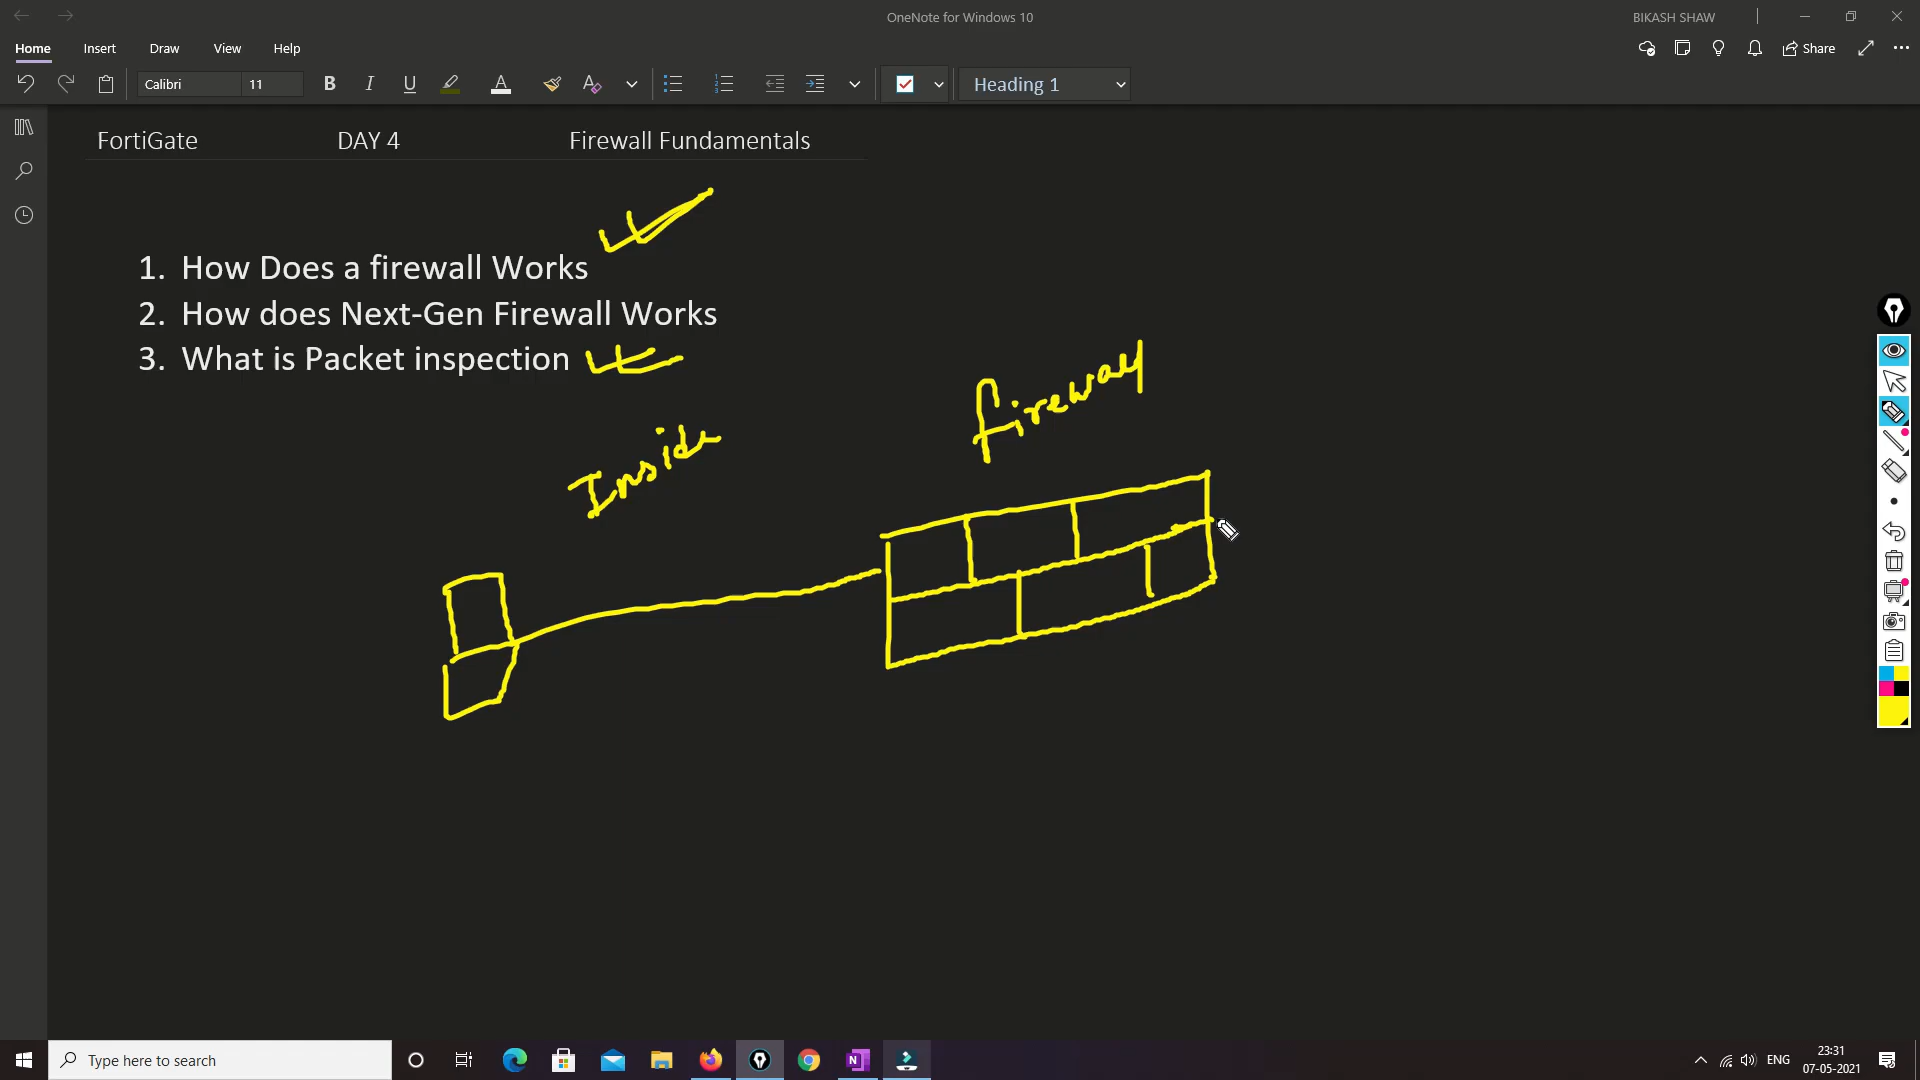 OneNote for Windows 10
BIKASH SHAW
Home Insert Draw View Help
Share
Calibri 11 B I U A A Heading 1
FortiGate DAY 4 Firewall Fundamentals
1. How Does a firewall Works
2. How does Next-Gen Firewall Works
3. What is Packet inspection
firewall
Inside
Type here to search
N
ENG
23:31
07-05-2021